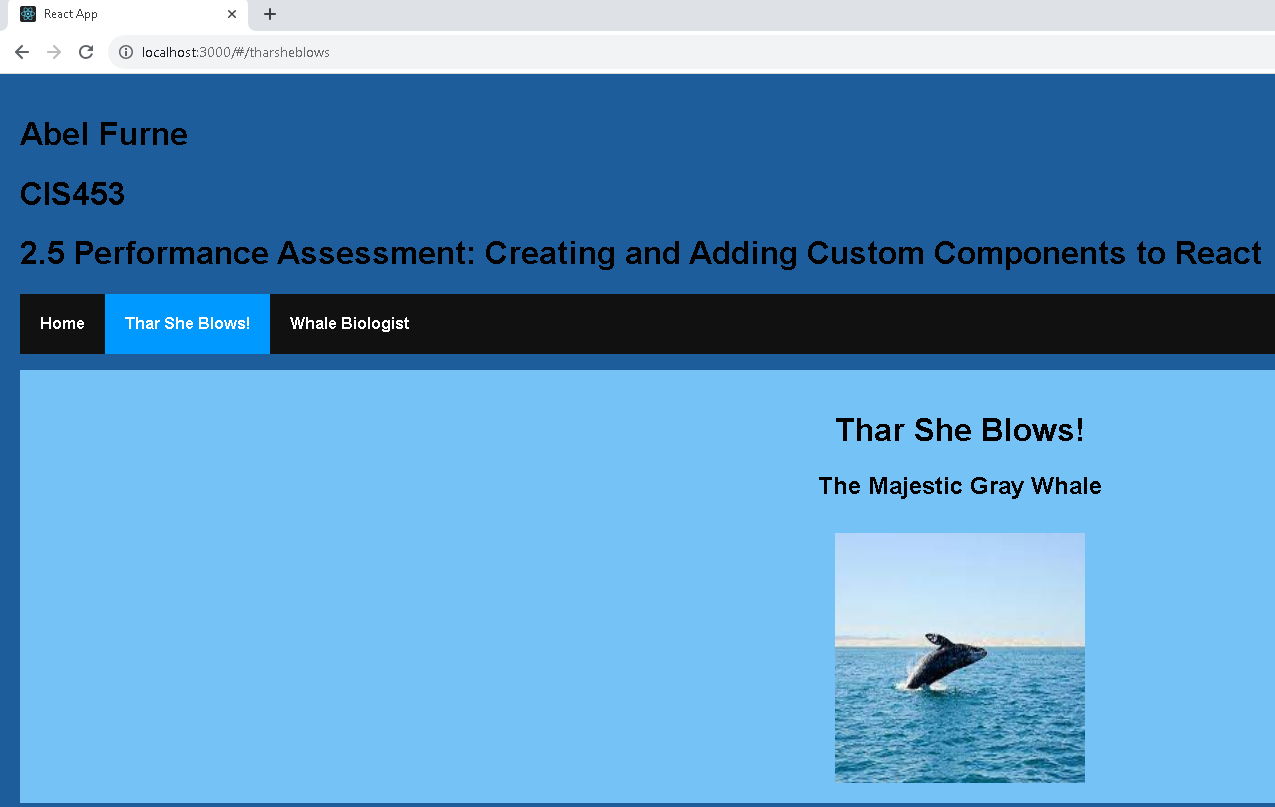 React App
localhost:3000/#/tharsheblows
Abel Furne
CIS453
2.5 Performance Assessment: Creating and Adding Custom Components to React
Home Thar She Blows! Whale Biologist
Thar She Blows!
The Majestic Gray Whale